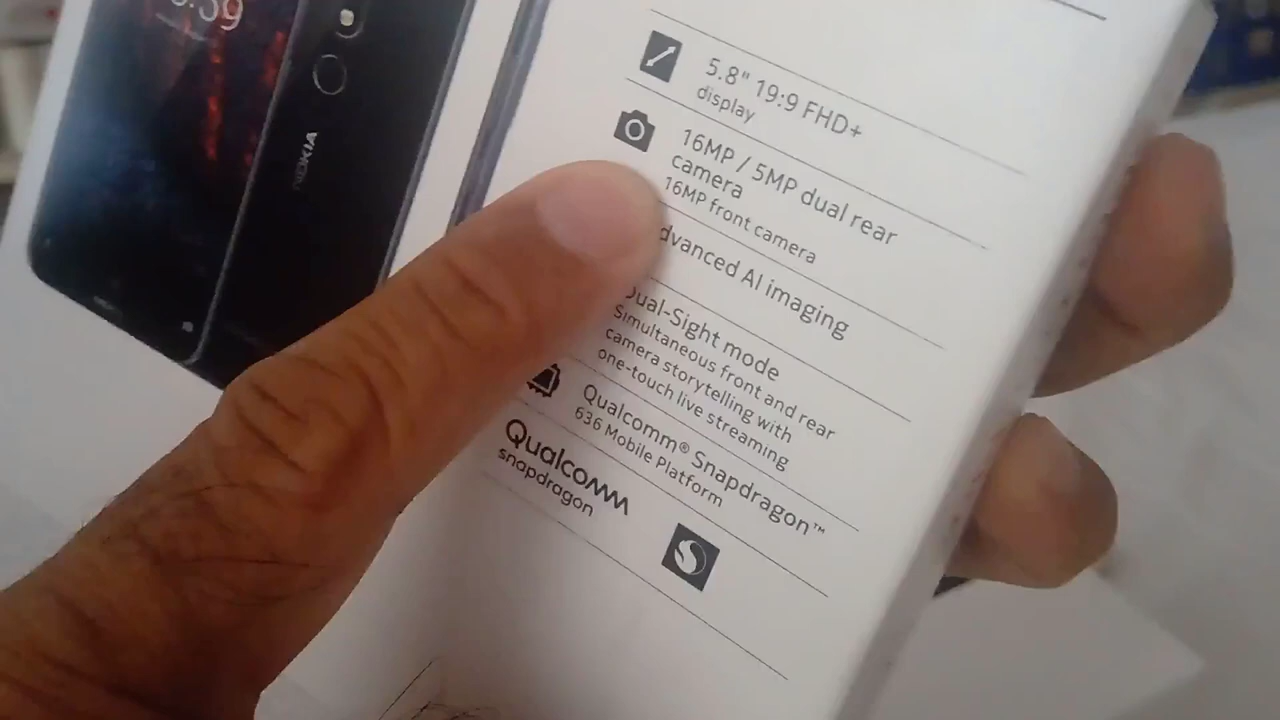 NOKIA
5.8" 19:9 FHD+
display
16MP / 5MP dual rear
camera
16MP front camera
dvanced AI imaging
Dual-Sight mode
Simultaneous front and rear
camera storytelling with
one-touch live streaming
Qualcomm® Snapdragon™
636 Mobile Platform
Qualcomm
snapdragon